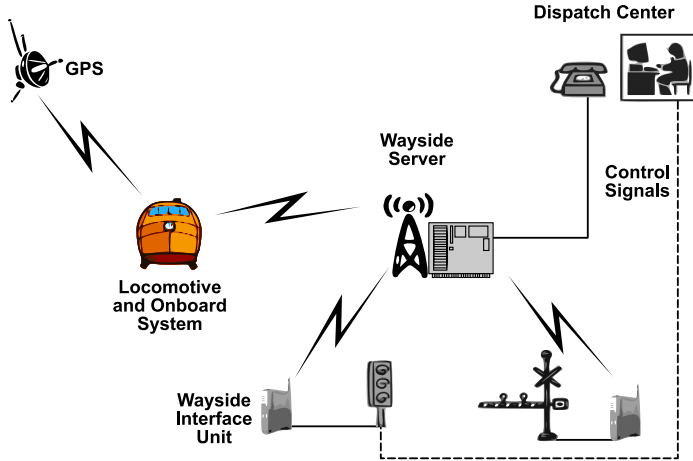 Dispatch Center
GPS
Wayside
Server
Control
Signals
Locomotive
and Onboard
System
Wayside
Interface
Unit